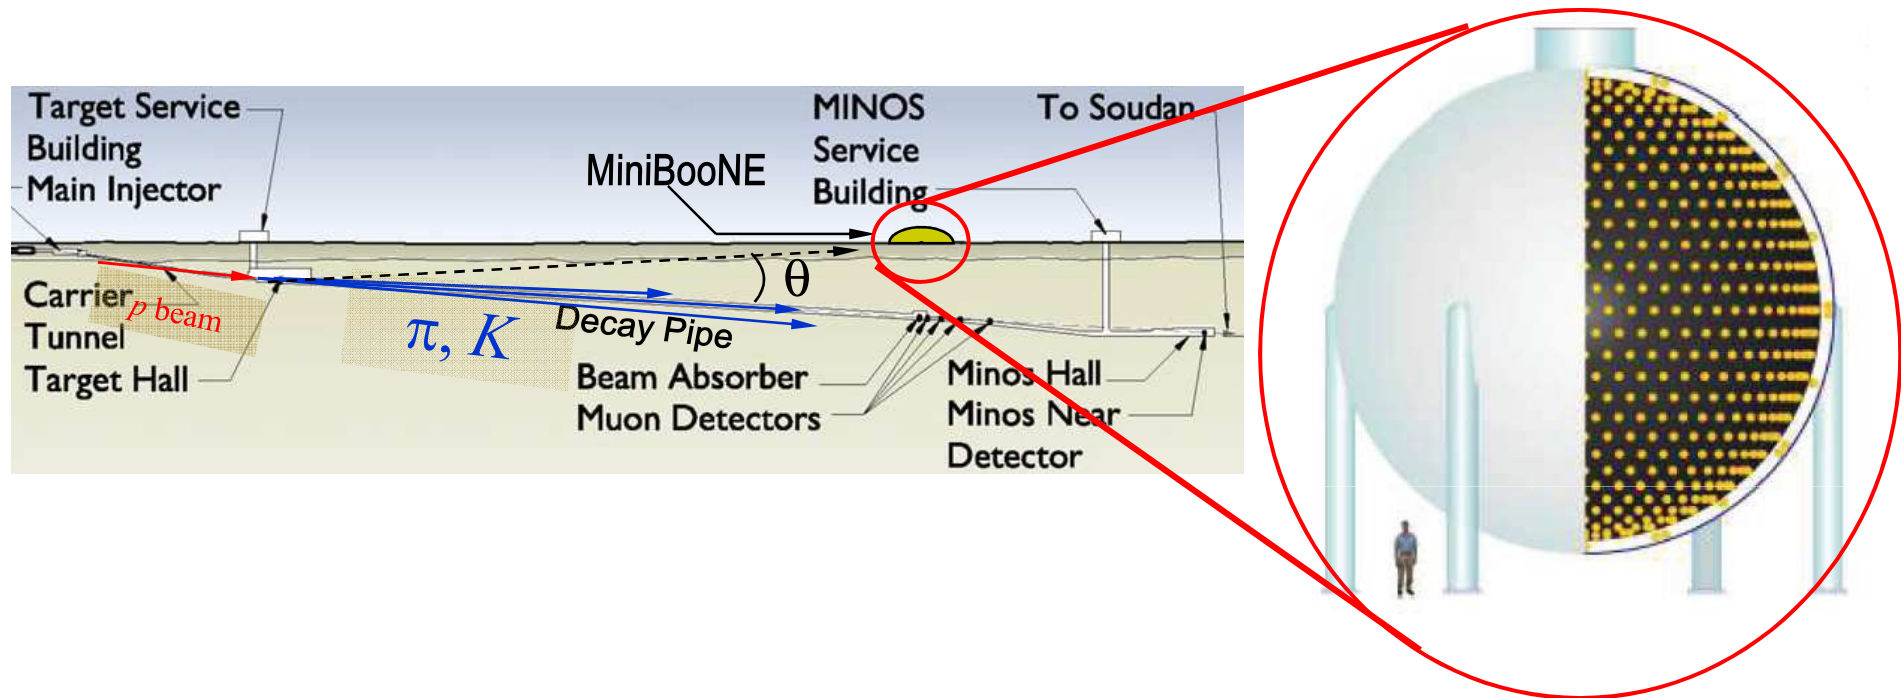 Target Service
Building
Main Injector
MiniBooNE
MINOS
Service
Building
To Soudan
Carrier
Tunnel
Target Hall
p beam
π, K
Decay Pipe
θ
Beam Absorber
Muon Detectors
Minos Hall
Minos Near
Detector